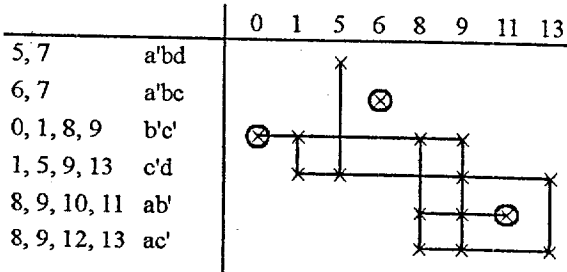 0 1 5 6 8 9 11 13
5, 7 a'bd
6, 7 a'bc
0, 1, 8, 9 b'c'
1, 5, 9, 13 c'd
8, 9, 10, 11 ab'
8, 9, 12, 13 ac'